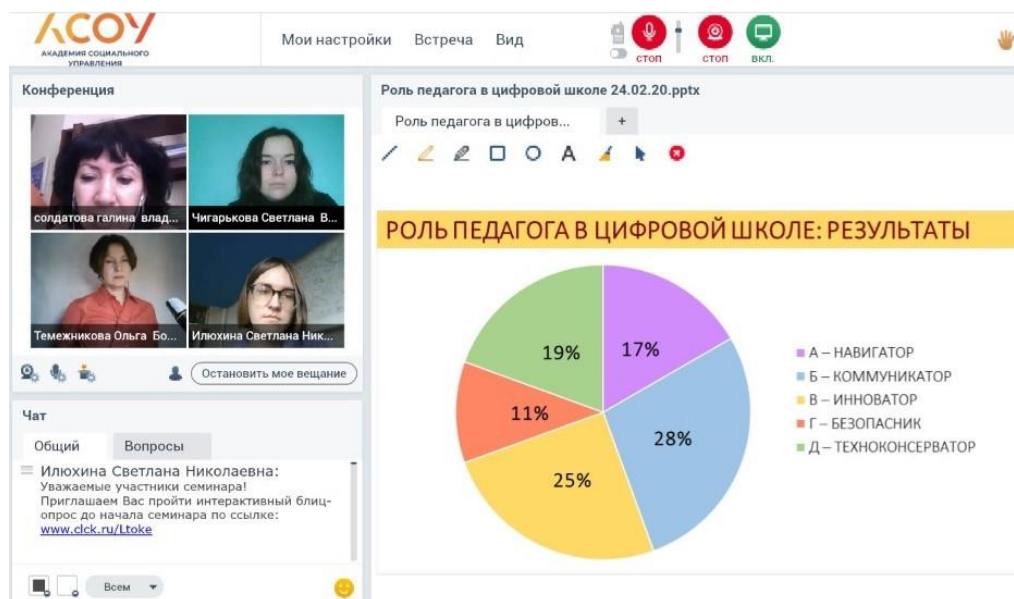 АСОУ
АКАДЕМИЯ СОЦИАЛЬНОГО
УПРАВЛЕНИЯ
Мои настройки Встреча Вид
стоп стоп вкл.
Конференция
солдатова галина влад...
Чигарькова Светлана В...
Темежникова Ольга Бо...
Илюхина Светлана Ник...
Остановить мое вещание
Чат
Общий Вопросы
Илюхина Светлана Николаевна:
Уважаемые участники семинара!
Приглашаем Вас пройти интерактивный блиц-
опрос до начала семинара по ссылке:
www.clck.ru/Ltoke
Всем
Роль педагога в цифровой школе 24.02.20.pptx
Роль педагога в цифров... +
A
РОЛЬ ПЕДАГОГА В ЦИФРОВОЙ ШКОЛЕ: РЕЗУЛЬТАТЫ
19% 17%
11%
28%
25%
А – НАВИГАТОР
Б – КОММУНИКАТОР
В – ИННОВАТОР
Г – БЕЗОПАСНИК
Д – ТЕХНОКОНСЕРВАТОР